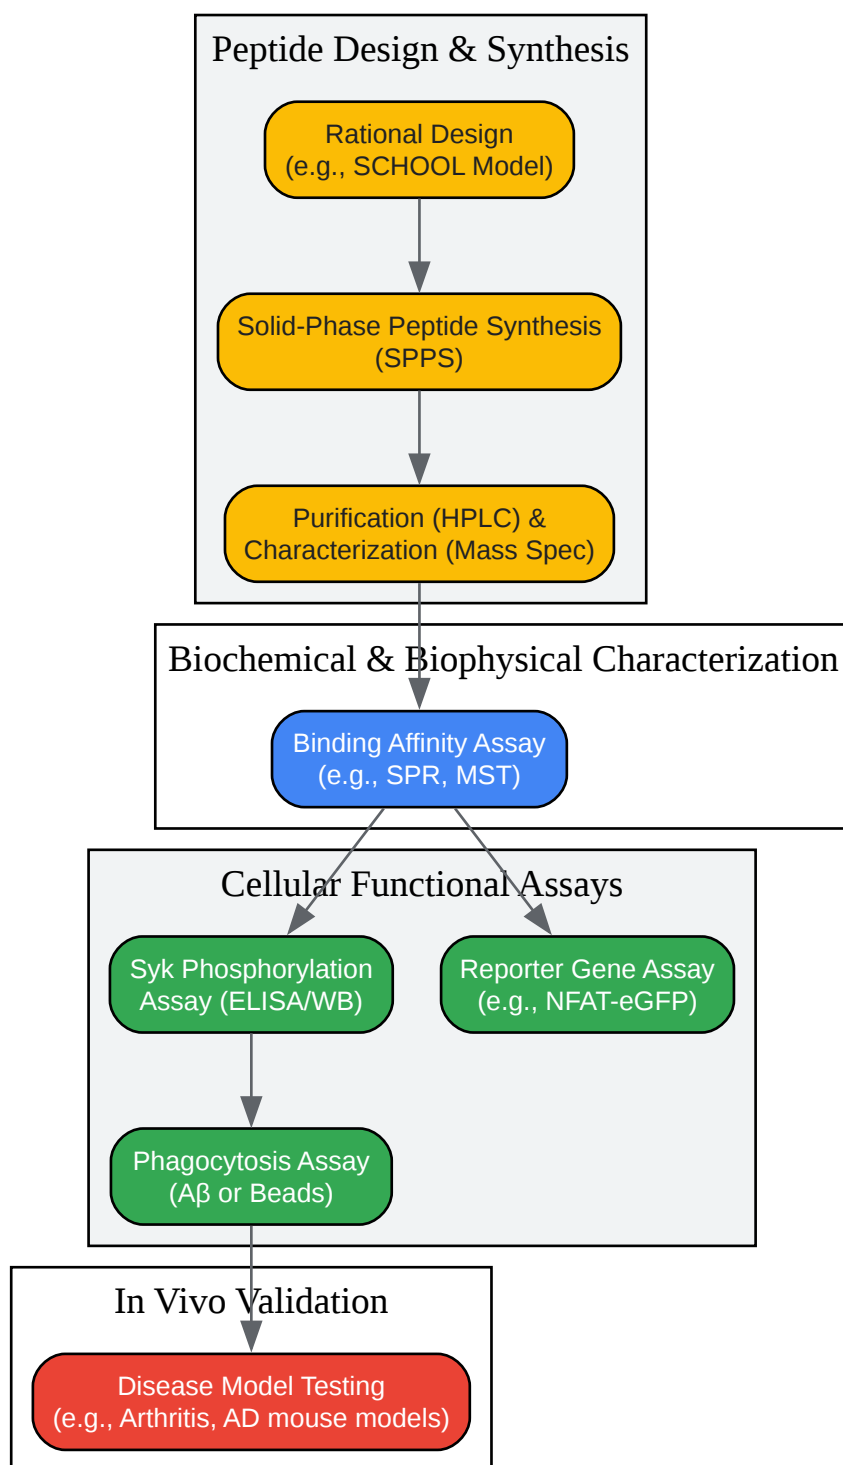 Peptide Design & Synthesis
Rational Design
(e.g., SCHOOL Model)
Solid-Phase Peptide Synthesis
(SPPS)
Purification (HPLC) &
Characterization (Mass Spec)
Biochemical & Biophysical Characterization
Binding Affinity Assay
(e.g., SPR, MST)
Cellular Functional Assays
Syk Phosphorylation
Assay (ELISA/WB)
Reporter Gene Assay
(e.g., NFAT-eGFP)
Phagocytosis Assay
(Aβ or Beads)
In Vivo Validation
Disease Model Testing
(e.g., Arthritis, AD mouse models)